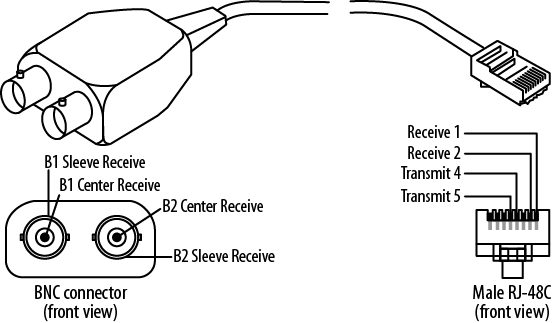 Receive 1
Receive 2
Transmit 4
Transmit 5
B1 Sleeve Receive
B1 Center Receive
B2 Center Receive
B2 Sleeve Receive
BNC connector
(front view)
Male RJ-48C
(front view)